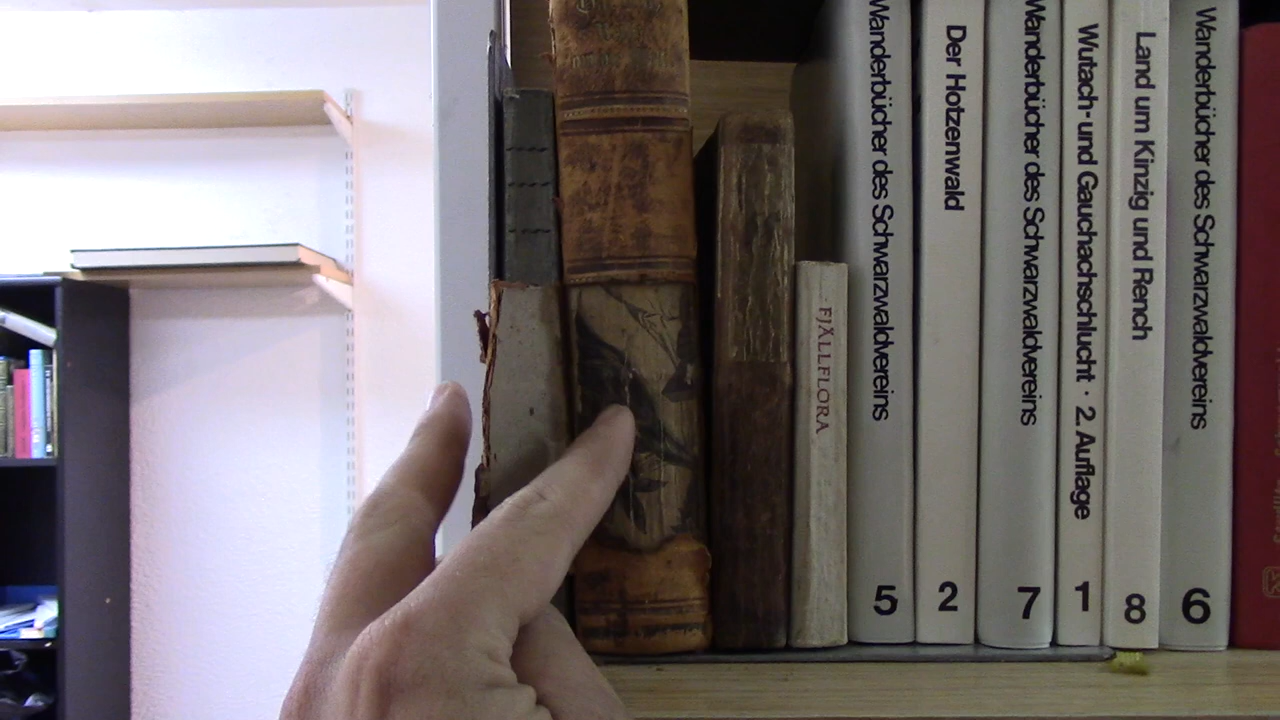 FJÄLLFLORA
Wanderbücher des Schwarzwaldvereins
5
Der Hotzenwald
2
Wanderbücher des Schwarzwaldvereins
7
Wutach- und Gauchachschlucht · 2. Auflage
1
Land um Kinzig und Rench
8
Wanderbücher des Schwarzwaldvereins
6